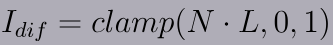 I_{dif} = clamp(N · L, 0, 1)